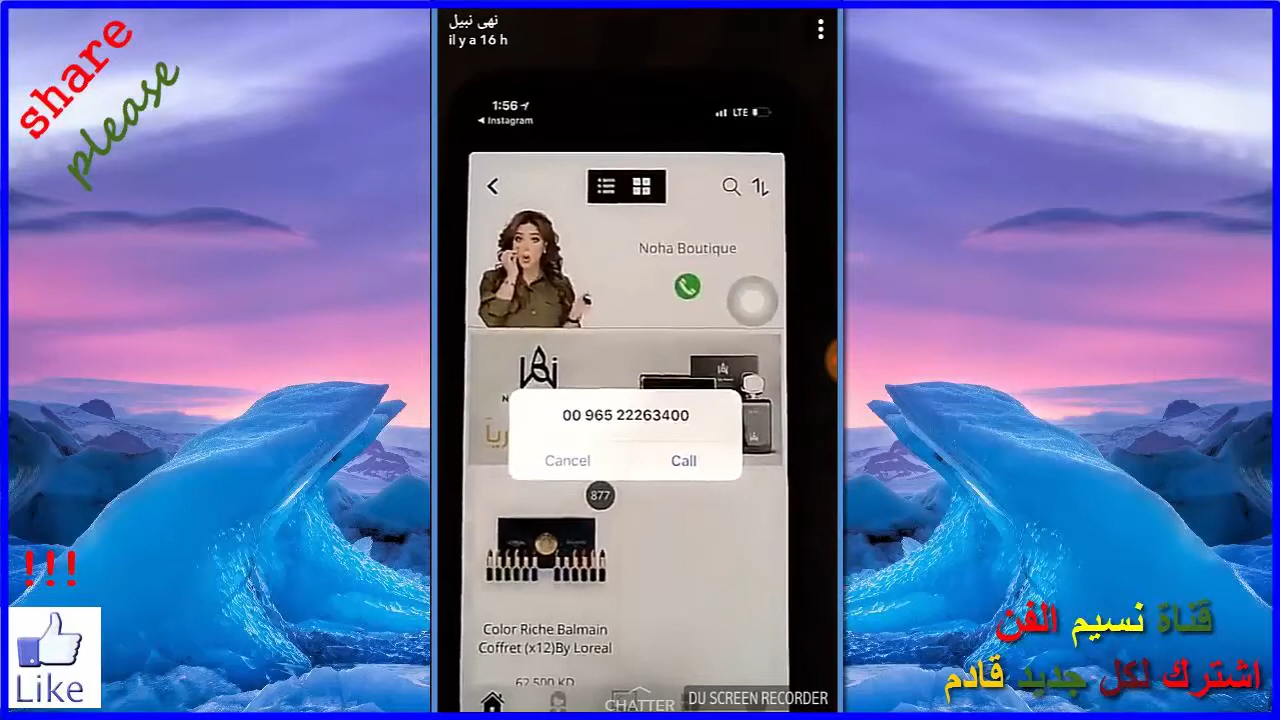 share
please
نهى نبيل
il y a 16 h
1:56
LTE
Instagram
Noha Boutique
00 965 22263400
Cancel
Call
877
Color Riche Balmain
Coffret (x12)By Loreal
62.500 KD
CHATTER
DU SCREEN RECORDER
!!!
Like
قناة نسيم الفن
اشترك لكل جديد قادم